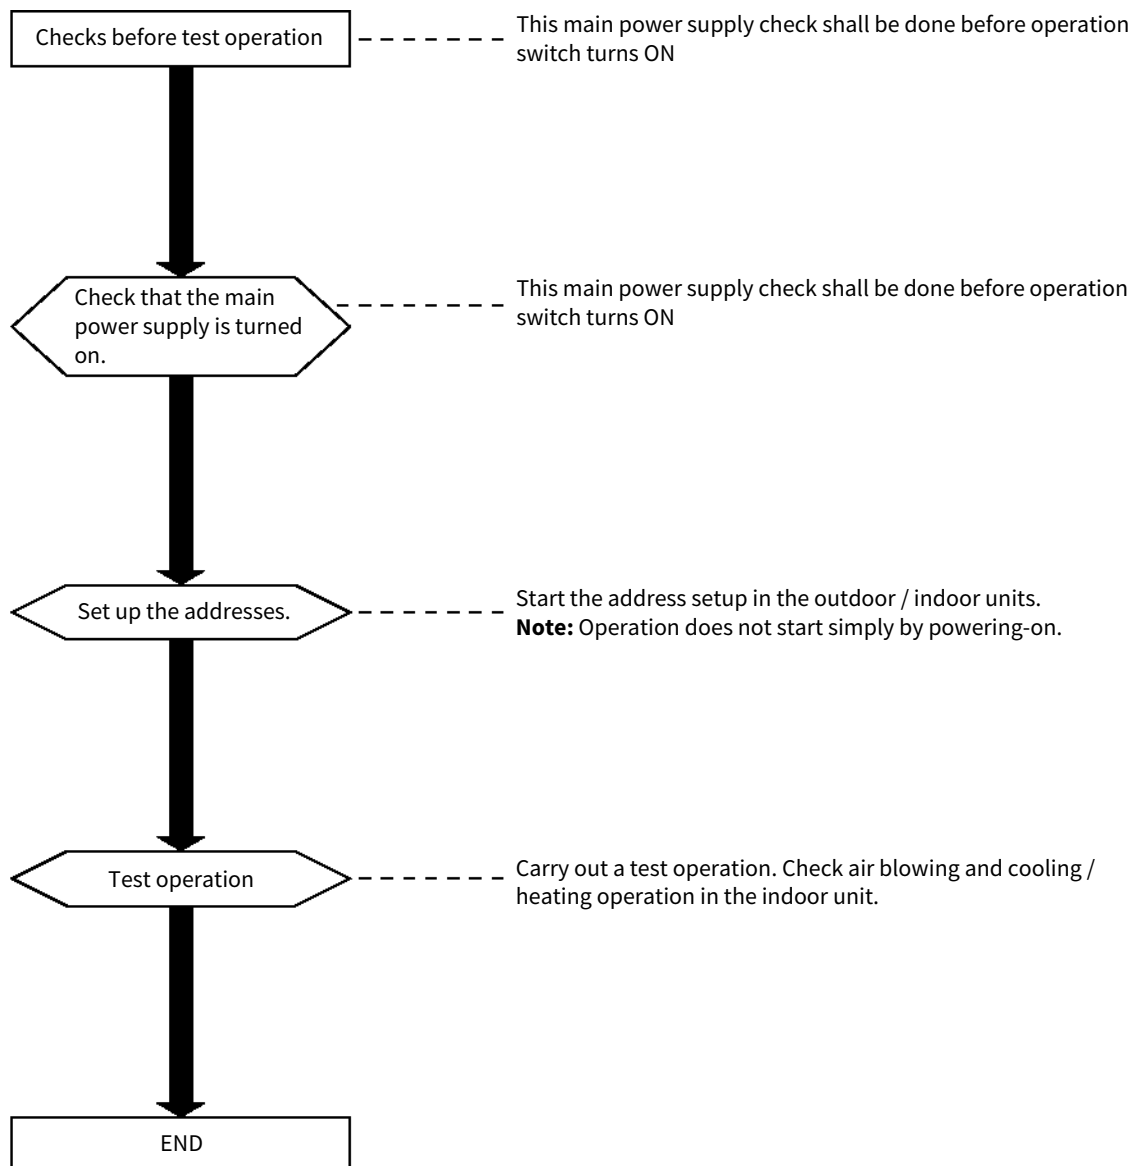 Checks before test operation
This main power supply check shall be done before operation
switch turns ON
Check that the main
power supply is turned
on.
This main power supply check shall be done before operation
switch turns ON
Set up the addresses.
Start the address setup in the outdoor / indoor units.
Note: Operation does not start simply by powering-on.
Test operation
Carry out a test operation. Check air blowing and cooling /
heating operation in the indoor unit.
END